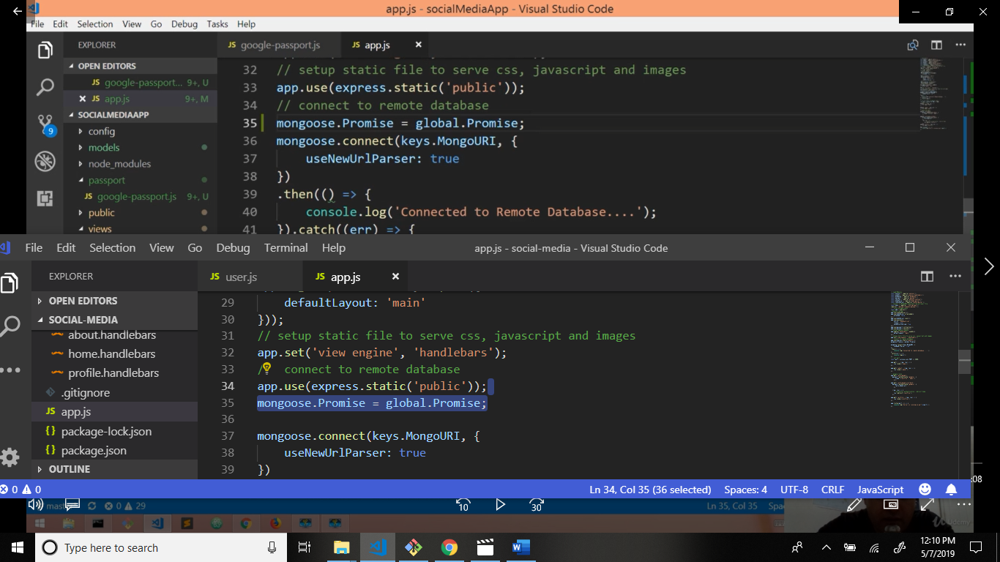 app.js - socialMediaApp - Visual Studio Code
File Edit Selection View Go Debug Tasks Help
EXPLORER
JS google-passport.js JS app.js
OPEN EDITORS
JS google-passport... 9+, U
JS app.js 9+, M
SOCIALMEDIAAPP
config
models
node_modules
passport
JS google-passport.js 9+, U
public
views
9
32 // setup static file to serve css, javascript and images
33 app.use(express.static('public'));
34 // connect to remote database
35 mongoose.Promise = global.Promise;
36 mongoose.connect(keys.MongoURI, {
37 useNewUrlParser: true
38 })
39 .then(() => {
40 console.log('Connected to Remote Database....');
41 }).catch((err) => {
File Edit Selection View Go Debug Terminal Help
app.js - social-media - Visual Studio Code
EXPLORER
JS user.js JS app.js
OPEN EDITORS
SOCIAL-MEDIA
about.handlebars
home.handlebars
profile.handlebars
.gitignore
JS app.js
{} package-lock.json
{} package.json
OUTLINE
29 defaultLayout: 'main'
30 }));
31 // setup static file to serve css, javascript and images
32 app.set('view engine', 'handlebars');
33 / connect to remote database
34 app.use(express.static('public'));
35 mongoose.Promise = global.Promise;
36
37 mongoose.connect(keys.MongoURI, {
38 useNewUrlParser: true
39 })
:08
0 0
Ln 34, Col 35 (36 selected) Spaces: 4 UTF-8 CRLF JavaScript
mast
0 29
10 30
Ln 35, Col 35 Spac
Udemy
Type here to search
12:10 PM
5/7/2019